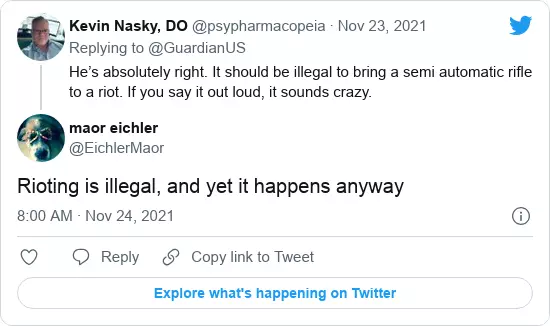 Kevin Nasky, DO @psypharmacopeia · Nov 23, 2021
Replying to @GuardianUS
He’s absolutely right. It should be illegal to bring a semi automatic rifle
to a riot. If you say it out loud, it sounds crazy.
maor eichler
@EichlerMaor
Rioting is illegal, and yet it happens anyway
8:00 AM · Nov 24, 2021
Reply
Copy link to Tweet
Explore what's happening on Twitter